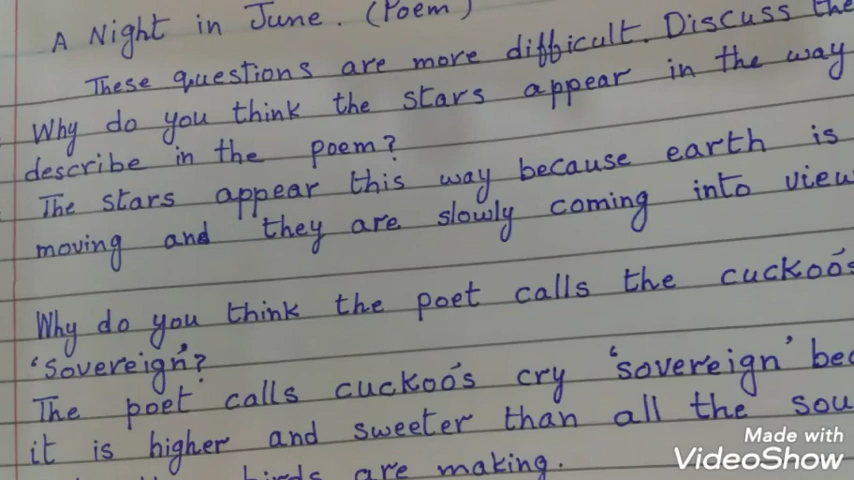 A Night in June. (Poem)
These questions are more difficult. Discuss the
Why do you think the stars appear in the way
describe in the poem?
The stars appear this way because earth is
moving and they are slowly coming into view
Why do you think the poet calls the cuckoo's
'sovereign'?
The poet calls cuckoo's cry 'sovereign' bec
it is higher and sweeter than all the sou
birds are making.
Made with
VideoShow